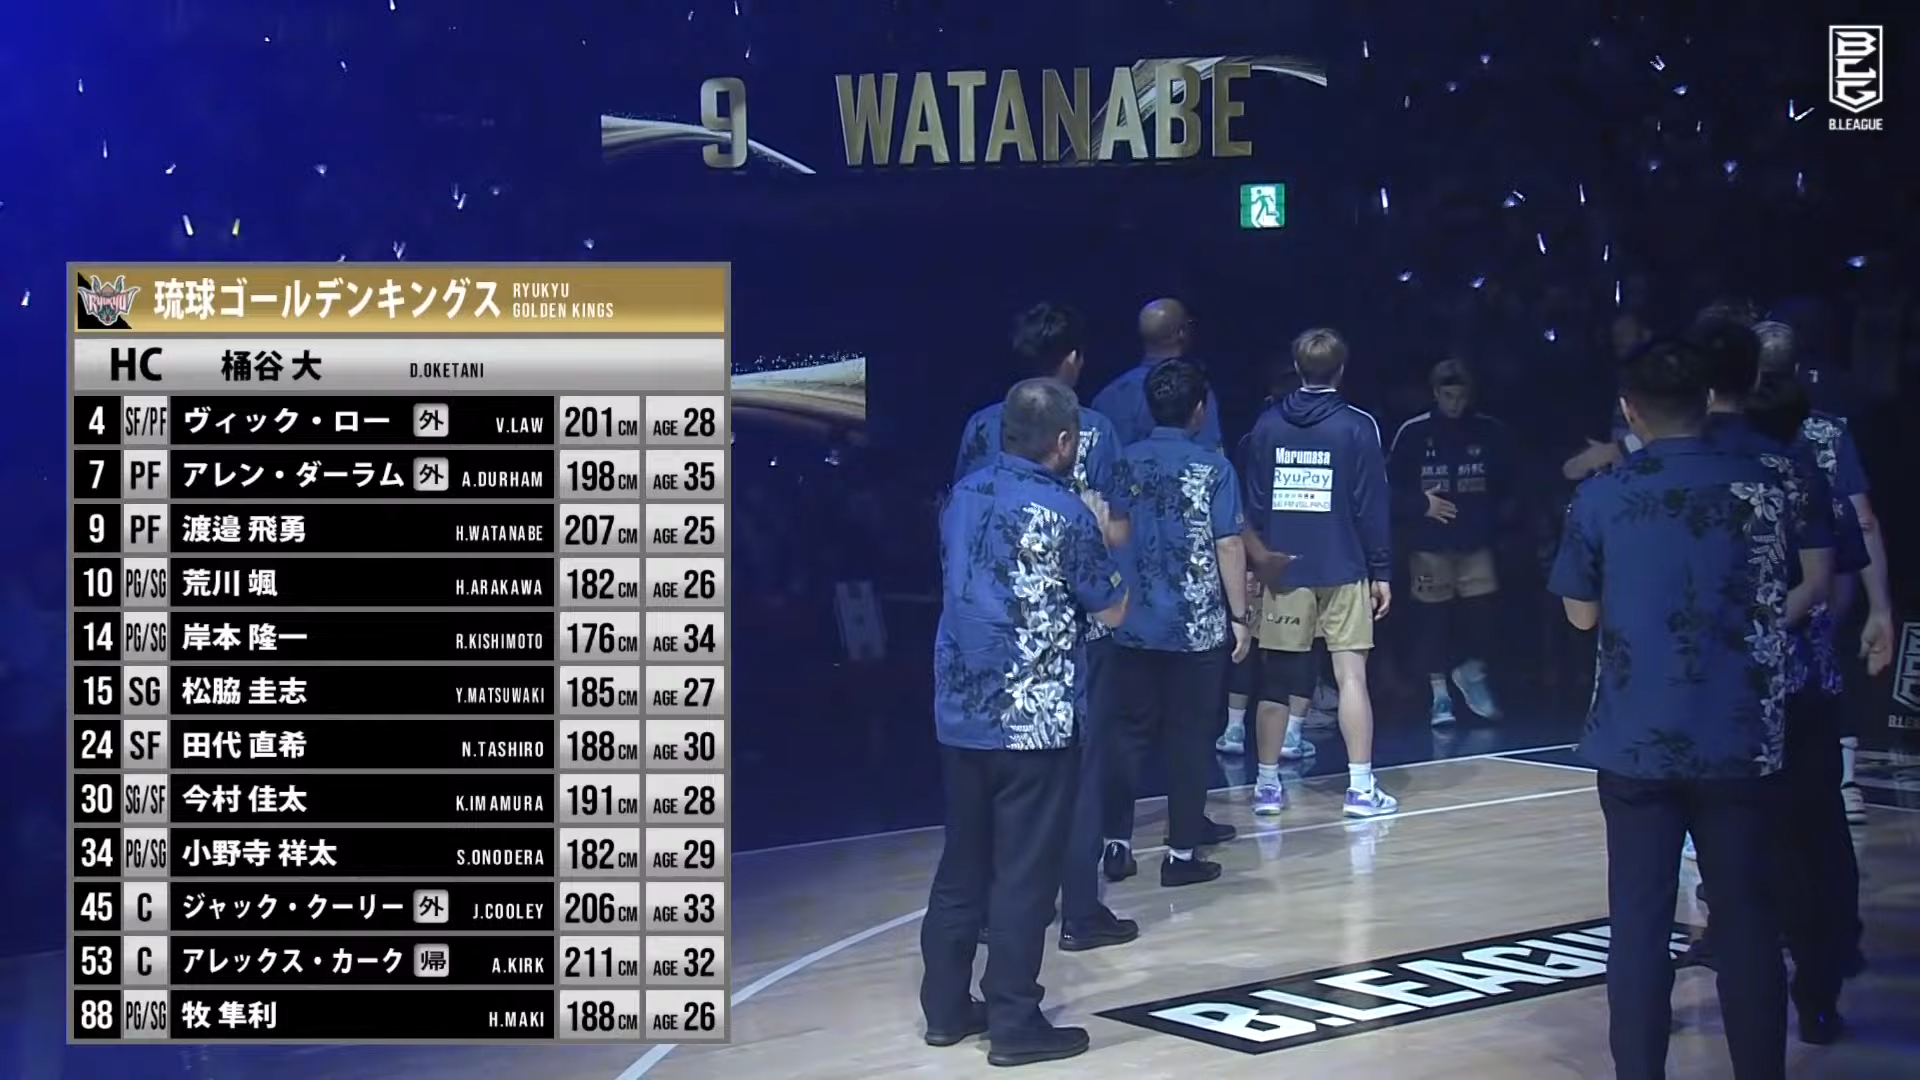 9 WATANABE
B.LEAGUE
琉球ゴールデンキングス RYUKYU GOLDEN KINGS
HC 桶谷 大 D.OKETANI
4 SF/PF ヴィック・ロー 外 V.LAW 201CM AGE 28
7 PF アレン・ダーラム 外 A.DURHAM 198CM AGE 35
9 PF 渡邉 飛勇 H.WATANABE 207CM AGE 25
10 PG/SG 荒川 颯 H.ARAKAWA 182CM AGE 26
14 PG/SG 岸本 隆一 R.KISHIMOTO 176CM AGE 34
15 SG 松脇 圭志 Y.MATSUWAKI 185CM AGE 27
24 SF 田代 直希 N.TASHIRO 188CM AGE 30
30 SG/SF 今村 佳太 K.IMAMURA 191CM AGE 28
34 PG/SG 小野寺 祥太 S.ONODERA 182CM AGE 29
45 C ジャック・クーリー 外 J.COOLEY 206CM AGE 33
53 C アレックス・カーク 帰 A.KIRK 211CM AGE 32
88 PG/SG 牧 隼利 H.MAKI 188CM AGE 26
Marumasa
RyuPay
JTA
B.LEAGUE